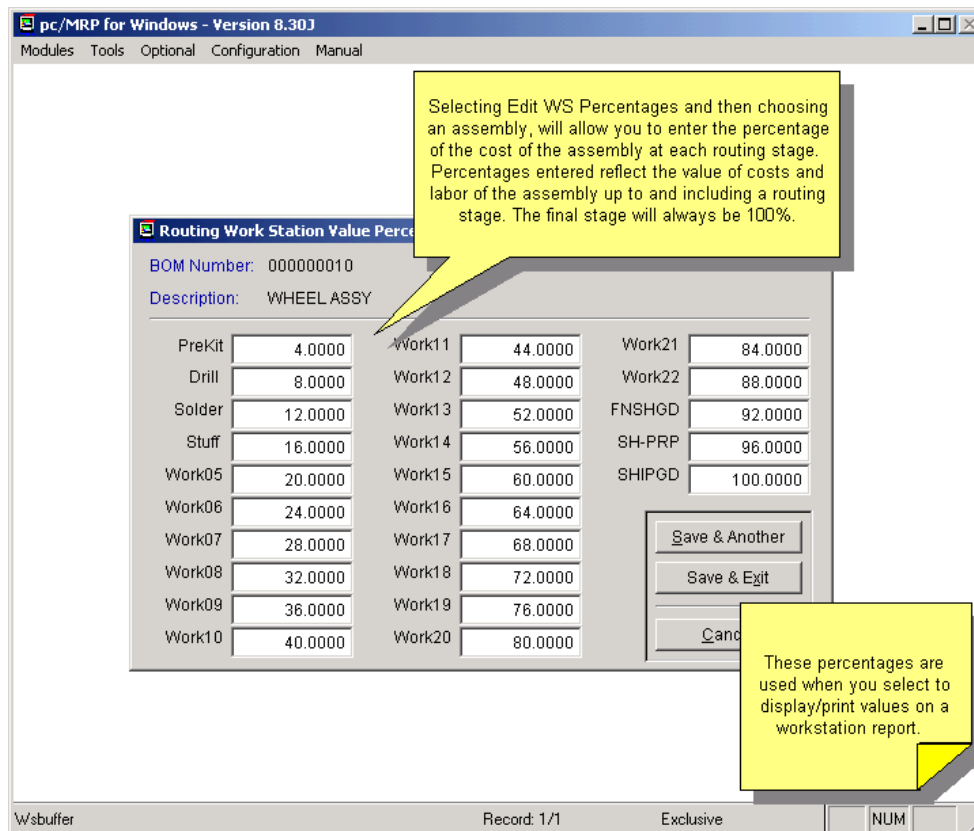 pc/MRP for Windows - Version 8.30J
Modules Tools Optional Configuration Manual
Selecting Edit WS Percentages and then choosing
an assembly, will allow you to enter the percentage
of the cost of the assembly at each routing stage.
Percentages entered reflect the value of costs and
labor of the assembly up to and including a routing
stage. The final stage will always be 100%.
Routing Work Station Value Perce
BOM Number: 000000010
Description: WHEEL ASSY
PreKit 4.0000
Drill 8.0000
Solder 12.0000
Stuff 16.0000
Work05 20.0000
Work06 24.0000
Work07 28.0000
Work08 32.0000
Work09 36.0000
Work10 40.0000
Work11 44.0000
Work12 48.0000
Work13 52.0000
Work14 56.0000
Work15 60.0000
Work16 64.0000
Work17 68.0000
Work18 72.0000
Work19 76.0000
Work20 80.0000
Work21 84.0000
Work22 88.0000
FNSHGD 92.0000
SH-PRP 96.0000
SHIPGD 100.0000
Save & Another
Save & Exit
Canc
These percentages are
used when you select to
display/print values on a
workstation report.
Wsbuffer Record: 1/1 Exclusive NUM